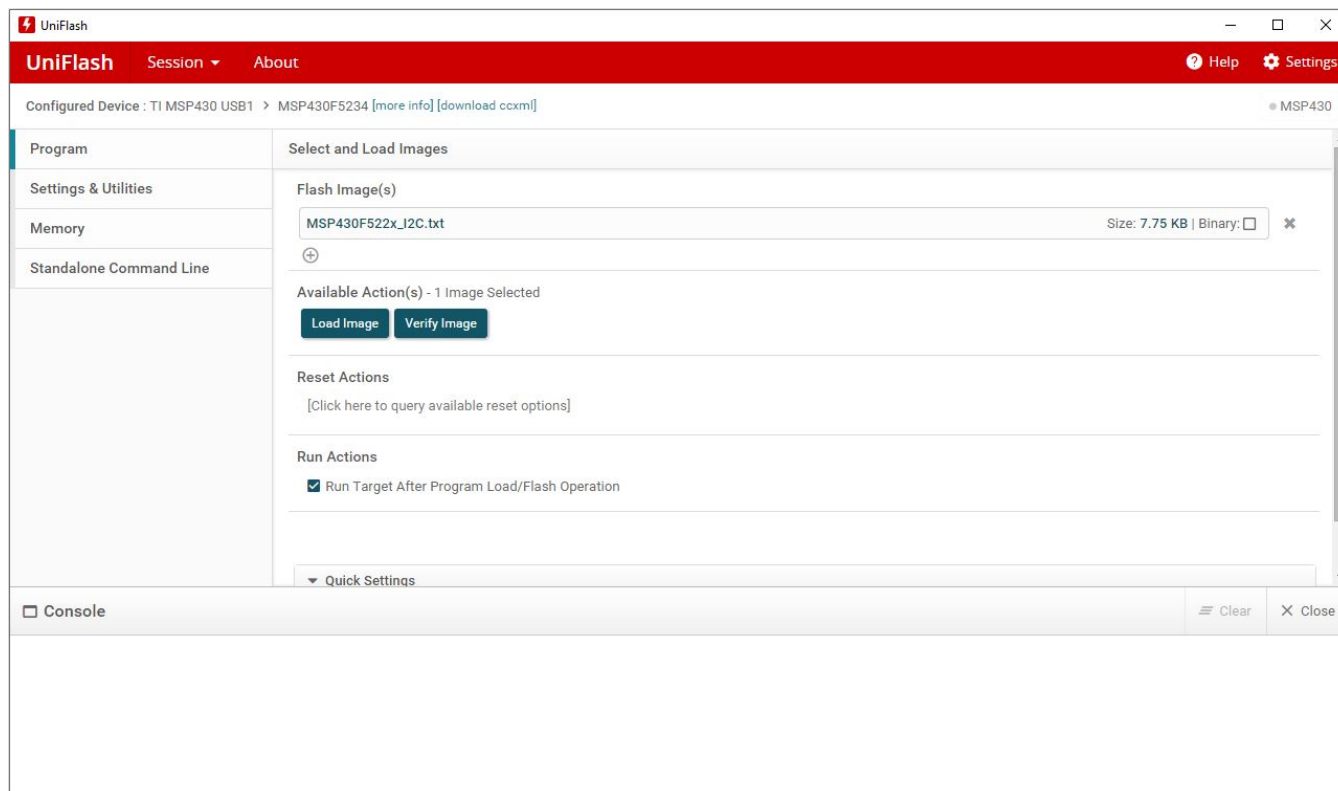 UniFlash
UniFlash Session About Help Settings
Configured Device : TI MSP430 USB1 > MSP430F5234 [more info] [download ccxml] MSP430
Program
Settings & Utilities
Memory
Standalone Command Line
Select and Load Images
Flash Image(s)
MSP430F522x_I2C.txt Size: 7.75 KB | Binary:
Available Action(s) - 1 Image Selected
Load Image Verify Image
Reset Actions
[Click here to query available reset options]
Run Actions
Run Target After Program Load/Flash Operation
Quick Settings
Console Clear Close